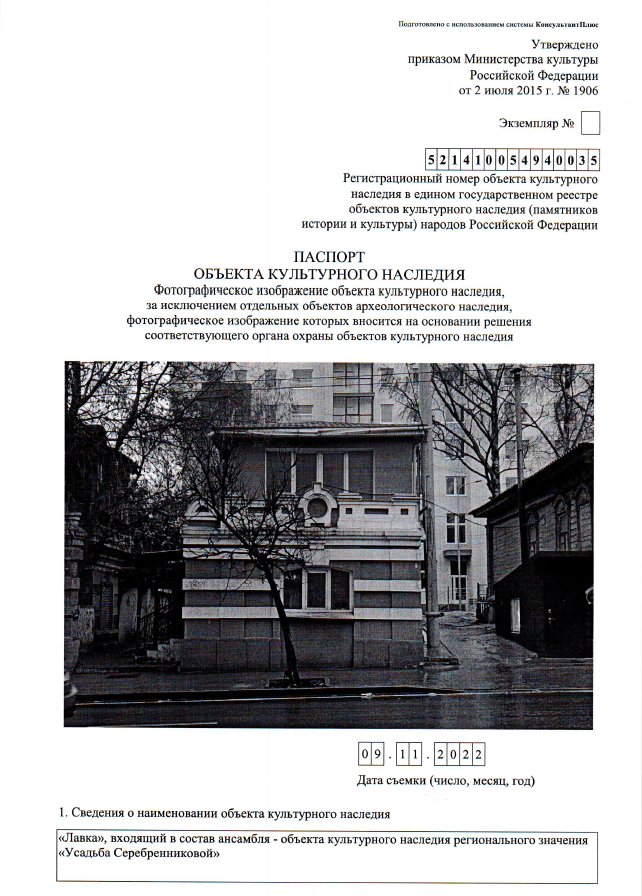 Подготовлено с использованием системы КонсультантПлюс
Утверждено
приказом Министерства культуры
Российской Федерации
от 2 июля 2015 г. № 1906
Экземпляр №
521410054940035
Регистрационный номер объекта культурного
наследия в едином государственном реестре
объектов культурного наследия (памятников
истории и культуры) народов Российской Федерации
ПАСПОРТ
ОБЪЕКТА КУЛЬТУРНОГО НАСЛЕДИЯ
Фотографическое изображение объекта культурного наследия,
за исключением отдельных объектов археологического наследия,
фотографическое изображение которых вносится на основании решения
соответствующего органа охраны объектов культурного наследия
09.11.2022
Дата съемки (число, месяц, год)
1. Сведения о наименовании объекта культурного наследия
«Лавка», входящий в состав ансамбля - объекта культурного наследия регионального значения
«Усадьба Серебренниковой»